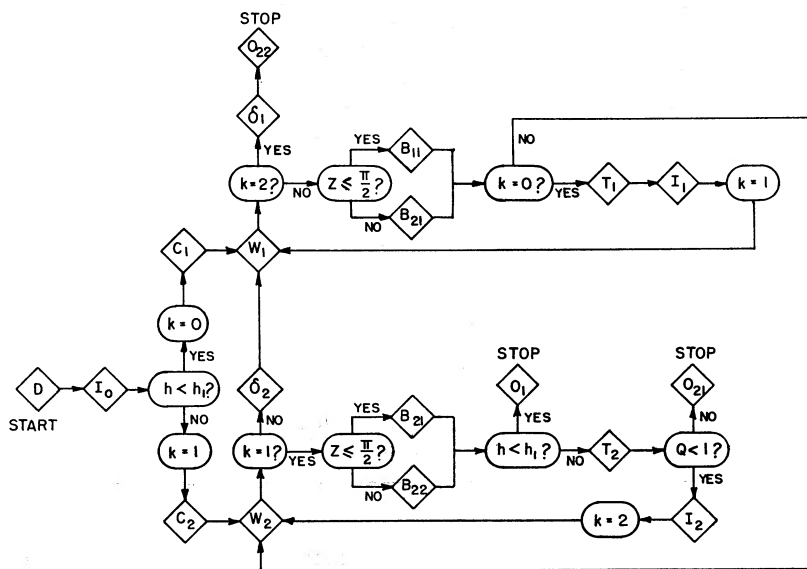 STOP
O₂₂
δ₁
YES
k=2?
NO
Z ≤ π/2?
YES
B₁₁
NO
B₂₁
k=0?
NO
YES
T₁
I₁
k=1
C₁
W₁
k=0
YES
D
START
I₀
h<h₁?
NO
k=1
C₂
δ₂
NO
k=1?
YES
W₂
Z ≤ π/2?
YES
B₂₁
NO
B₂₂
STOP
O₁
YES
h<h₁?
NO
T₂
STOP
O₂₁
NO
Q<1?
YES
I₂
k=2